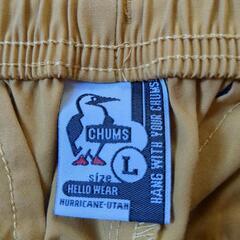 CHUMS
size
L
HELLO WEAR
HURRICANE-UTAH
HANG WITH YOUR CHUMS